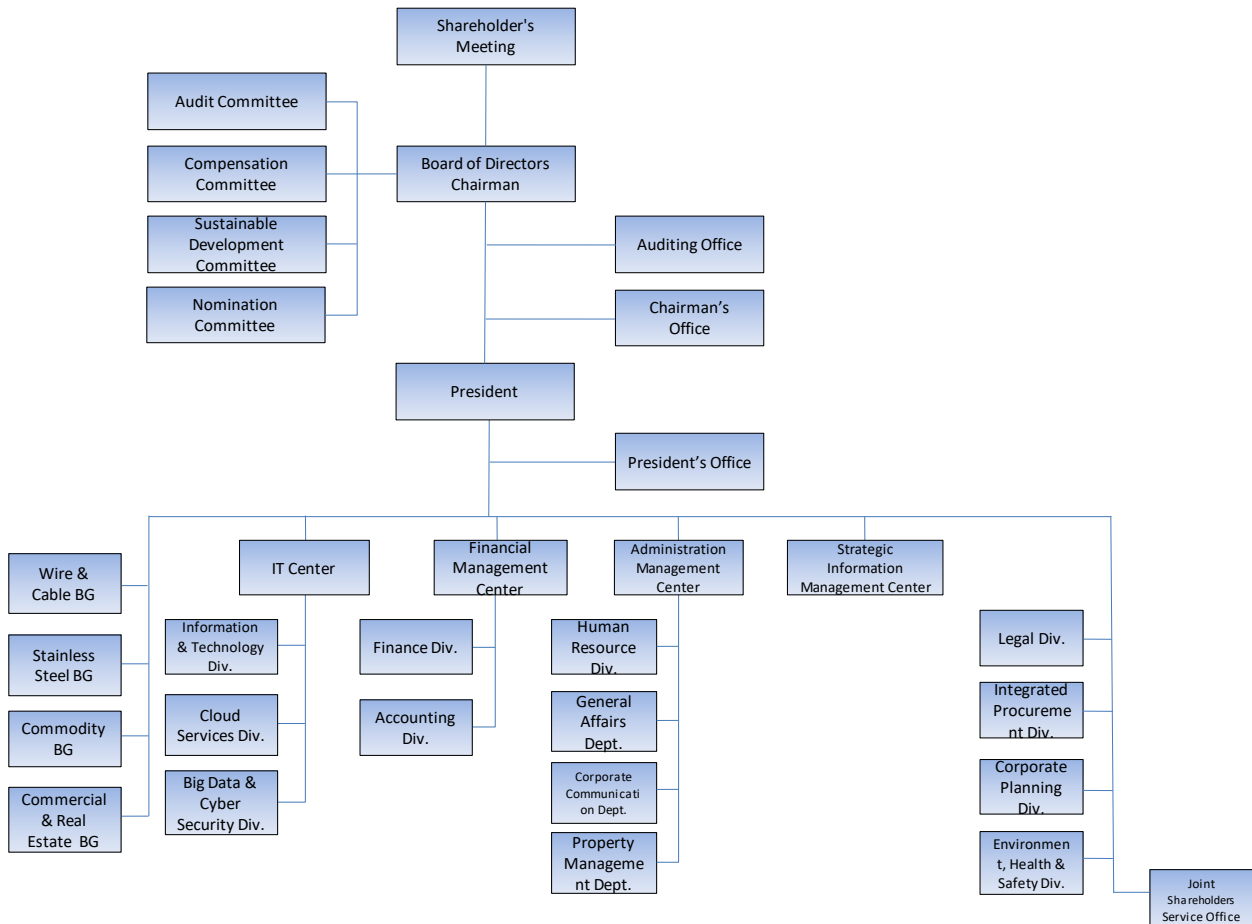 Shareholder's
Meeting
Audit Committee
Compensation
Committee
Board of Directors
Chairman
Sustainable
Development
Committee
Auditing Office
Nomination
Committee
Chairman’s
Office
President
President’s Office
Wire &
Cable BG
Stainless
Steel BG
Commodity
BG
Commercial
& Real
Estate BG
IT Center
Information
& Technology
Div.
Cloud
Services Div.
Big Data &
Cyber
Security Div.
Financial
Management
Center
Finance Div.
Accounting
Div.
Administration
Management
Center
Human
Resource
Div.
General
Affairs
Dept.
Corporate
Communicati
on Dept.
Property
Manageme
nt Dept.
Strategic
Information
Management Center
Legal Div.
Integrated
Procureme
nt Div.
Corporate
Planning
Div.
Environmen
t, Health &
Safety Div.
Joint
Shareholders
Service Office